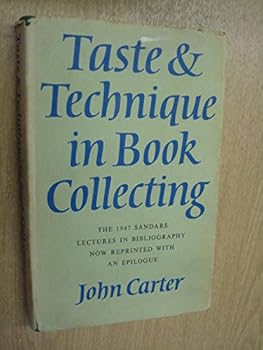 Taste &
Technique
in Book
Collecting
THE 1947 SANDARS
LECTURES IN BIBLIOGRAPHY
NOW REPRINTED WITH
AN EPILOGUE
John Carter